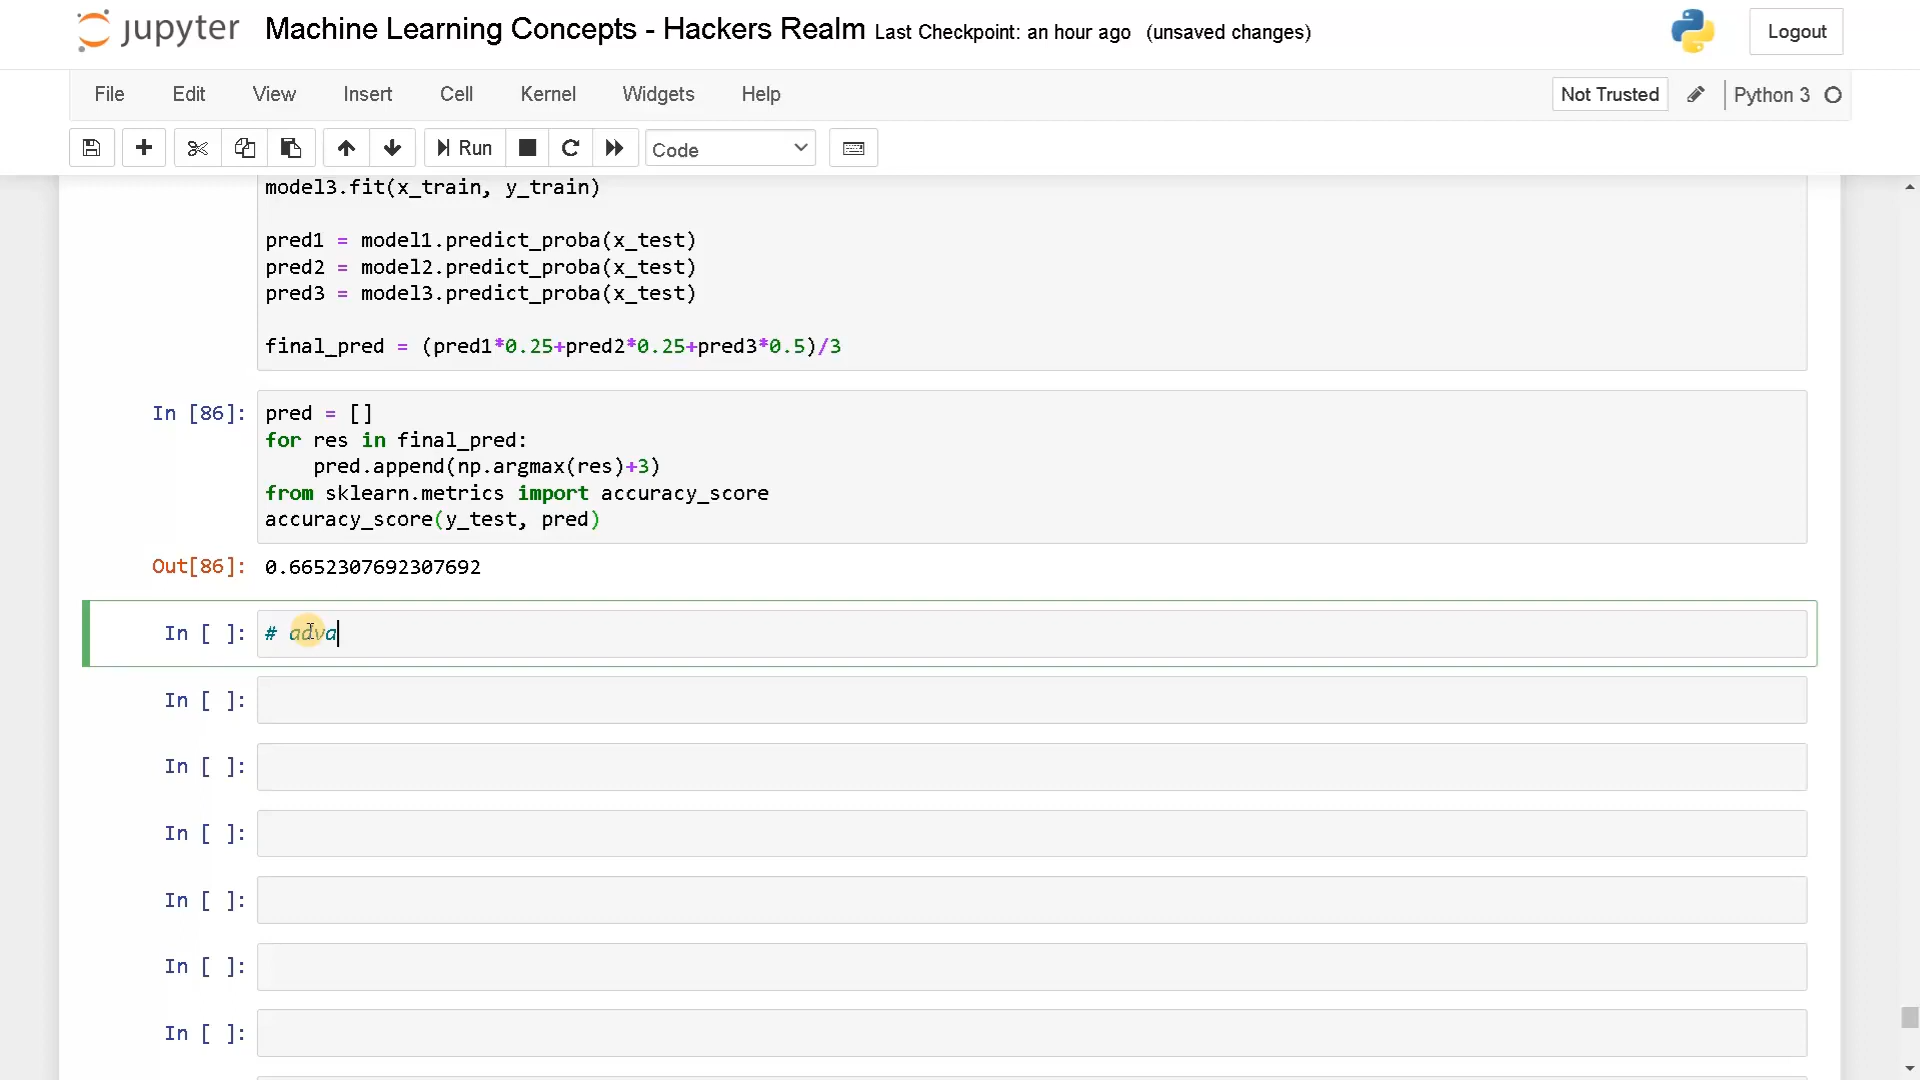 jupyter Machine Learning Concepts - Hackers Realm Last Checkpoint: an hour ago (unsaved changes) Logout
File Edit View Insert Cell Kernel Widgets Help Not Trusted Python 3
Run Code
model3.fit(x_train, y_train)
pred1 = model1.predict_proba(x_test)
pred2 = model2.predict_proba(x_test)
pred3 = model3.predict_proba(x_test)
final_pred = (pred1*0.25+pred2*0.25+pred3*0.5)/3
In [86]: pred = []
for res in final_pred:
    pred.append(np.argmax(res)+3)
from sklearn.metrics import accuracy_score
accuracy_score(y_test, pred)
Out[86]: 0.6652307692307692
In [ ]: # adva
In [ ]:
In [ ]:
In [ ]:
In [ ]:
In [ ]:
In [ ]: